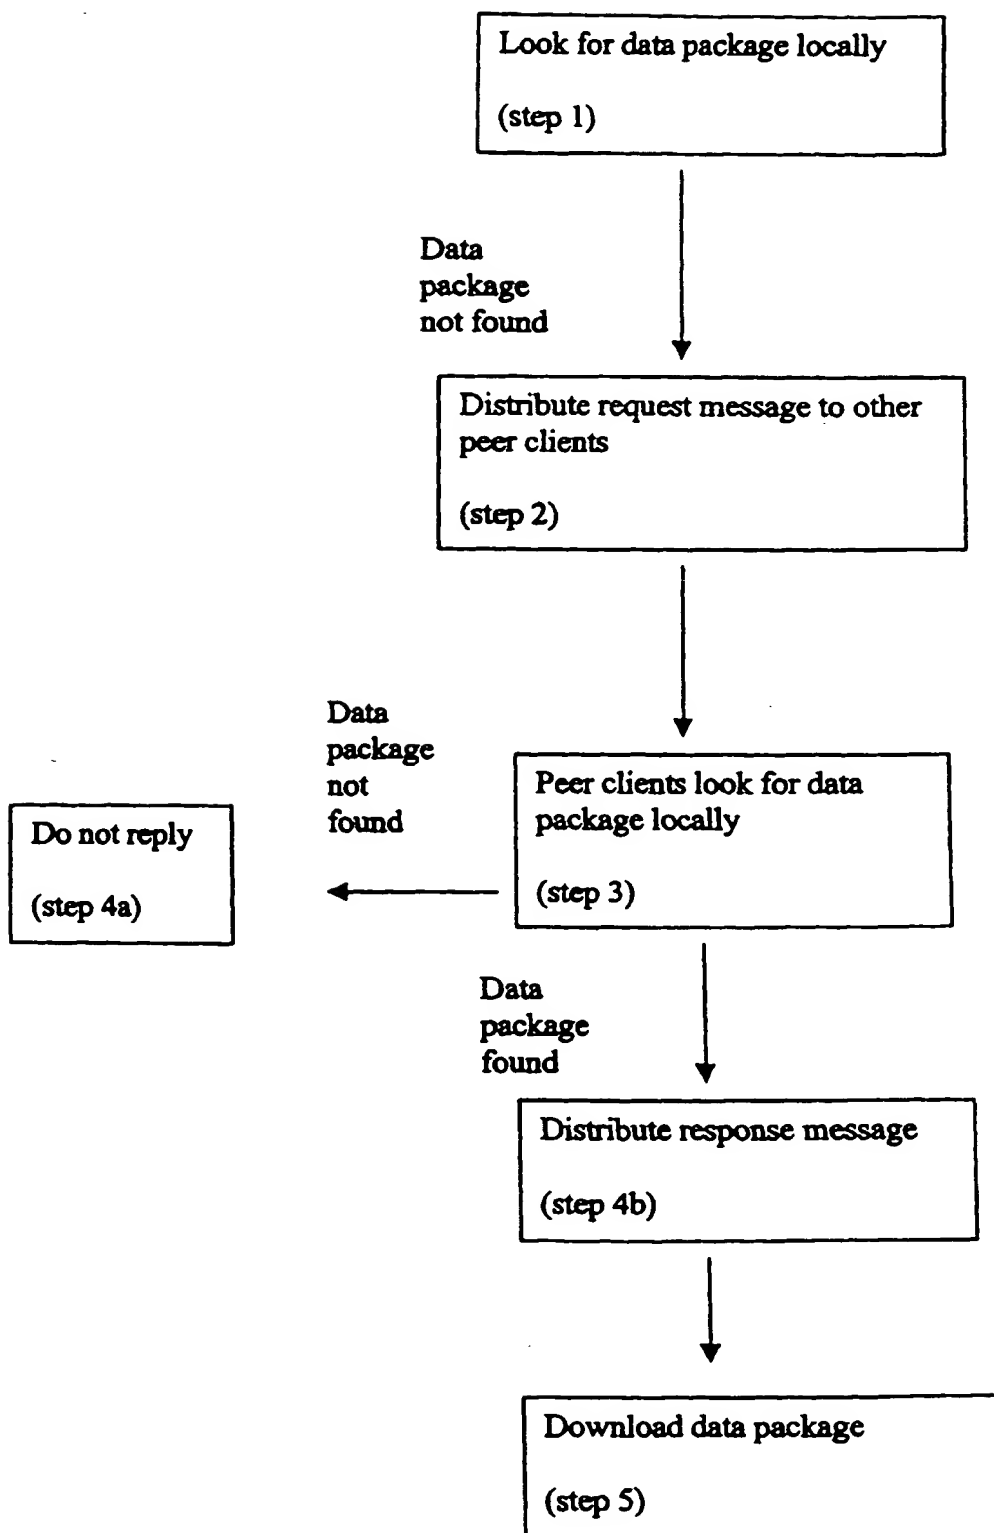 Look for data package locally
(step 1)
Data
package
not found
Distribute request message to other
peer clients
(step 2)
Data
package
not
found
Peer clients look for data
package locally
(step 3)
Do not reply
(step 4a)
Data
package
found
Distribute response message
(step 4b)
Download data package
(step 5)